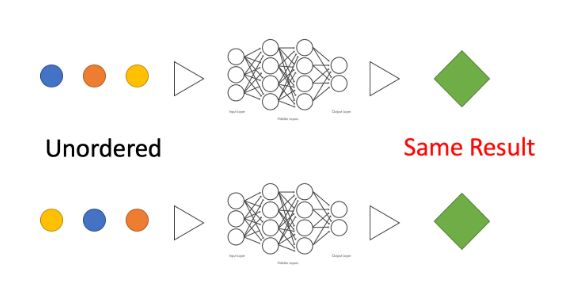 Input Layer
Hidden Layers
Output Layer
Unordered
Same Result
Input Layer
Hidden Layers
Output Layer